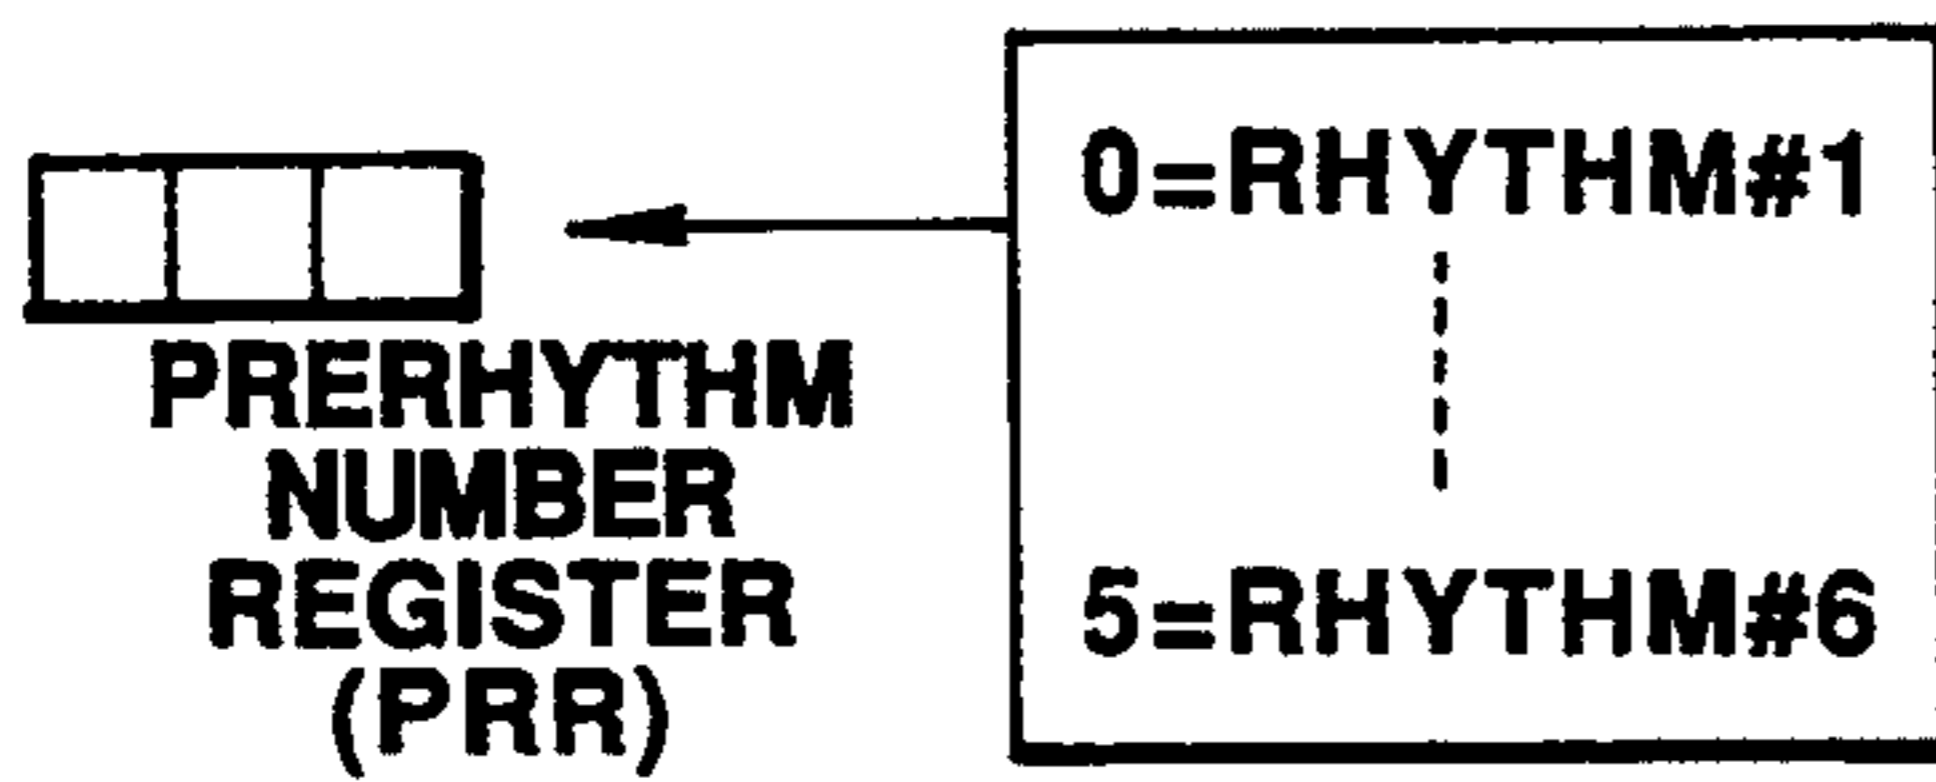 PRERHYTHM
NUMBER
REGISTER
(PRR)
0=RHYTHM#1
5=RHYTHM#6